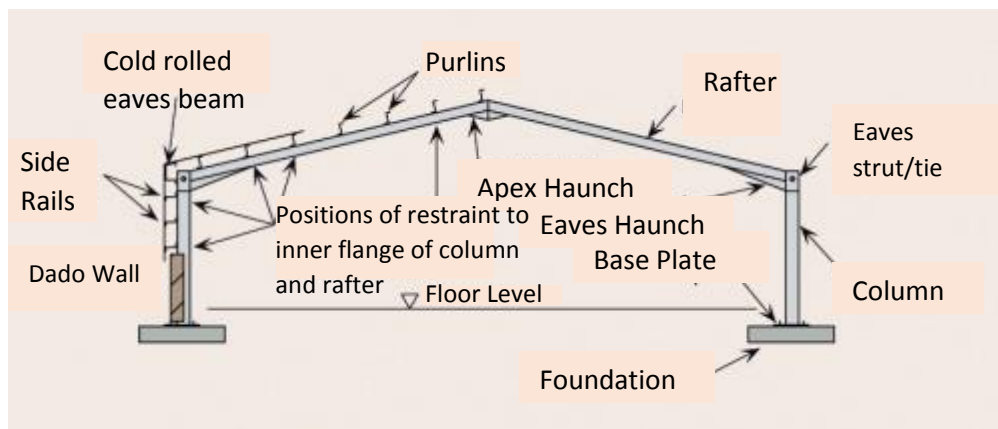 Cold rolled
eaves beam
Purlins
Rafter
Eaves
strut/tie
Side
Rails
Apex Haunch
Positions of restraint to
inner flange of column
and rafter
Eaves Haunch
Base Plate
Dado Wall
Floor Level
Column
Foundation